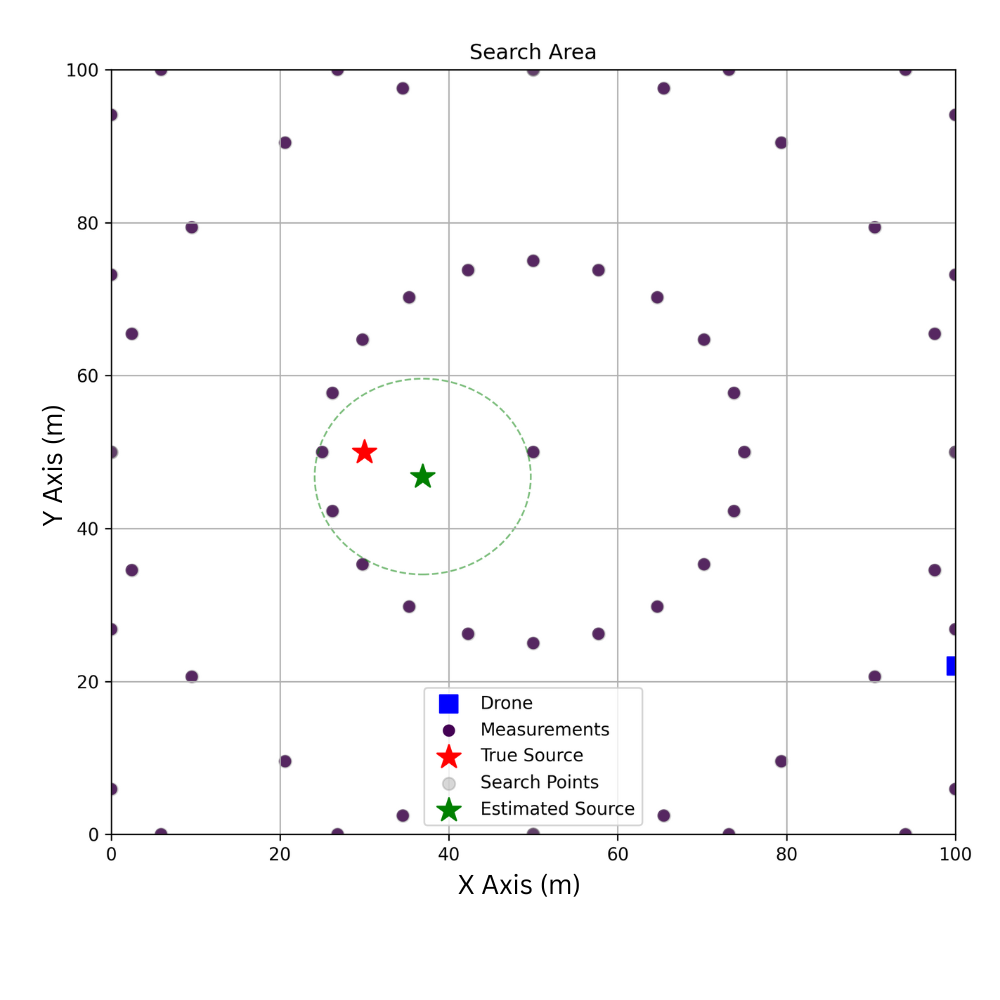 Search Area
100
80
60
40
20
0
Y Axis (m)
0 20 40 60 80 100
X Axis (m)
Drone
Measurements
True Source
Search Points
Estimated Source